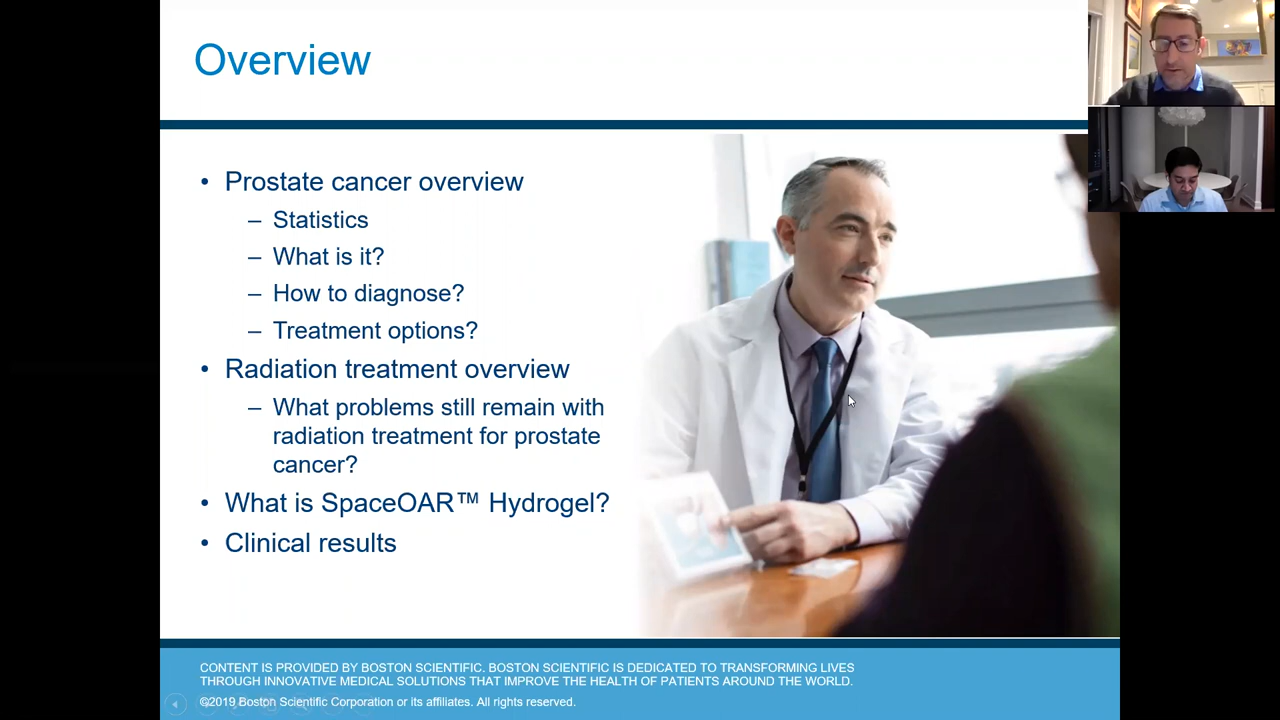 Overview
• Prostate cancer overview
– Statistics
– What is it?
– How to diagnose?
– Treatment options?
• Radiation treatment overview
– What problems still remain with
radiation treatment for prostate
cancer?
• What is SpaceOAR™ Hydrogel?
• Clinical results
CONTENT IS PROVIDED BY BOSTON SCIENTIFIC. BOSTON SCIENTIFIC IS DEDICATED TO TRANSFORMING LIVES
THROUGH INNOVATIVE MEDICAL SOLUTIONS THAT IMPROVE THE HEALTH OF PATIENTS AROUND THE WORLD.
©2019 Boston Scientific Corporation or its affiliates. All rights reserved.